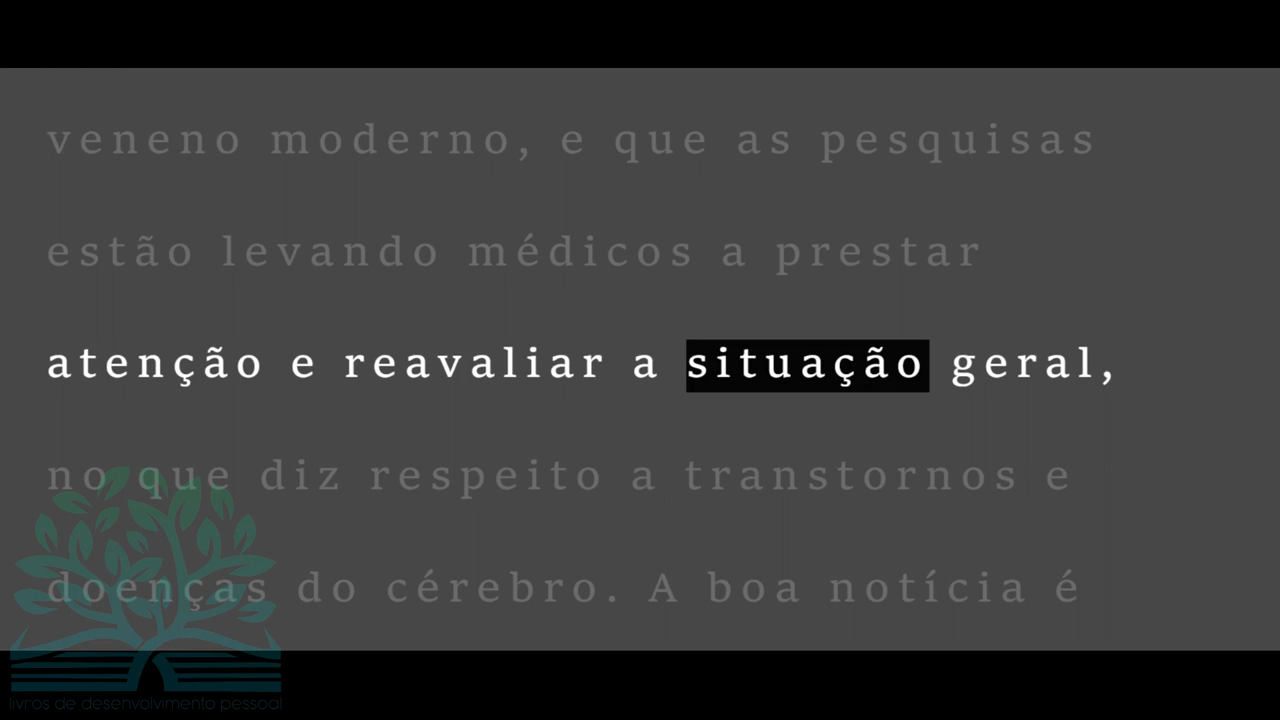 veneno moderno, e que as pesquisas
estão levando médicos a prestar
atenção e reavaliar a situação geral,
no que diz respeito a transtornos e
doenças do cérebro. A boa notícia é
livros de desenvolvimento pessoal